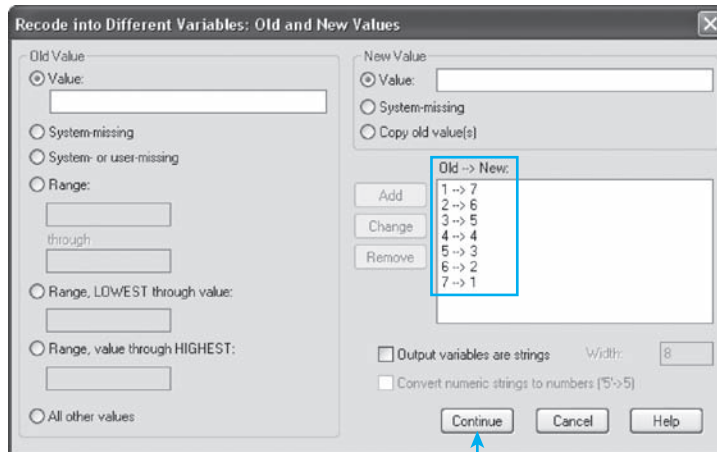 Recode into Different Variables: Old and New Values
Old Value
Value:
System-missing
System- or user-missing
Range:
through
Range, LOWEST through value:
Range, value through HIGHEST:
All other values
New Value
Value:
System-missing
Copy old value(s)
Old --> New:
Add
Change
Remove
1 --> 7
2 --> 6
3 --> 5
4 --> 4
5 --> 3
6 --> 2
7 --> 1
Output variables are strings Width: 8
Convert numeric strings to numbers ('5'->5)
Continue Cancel Help